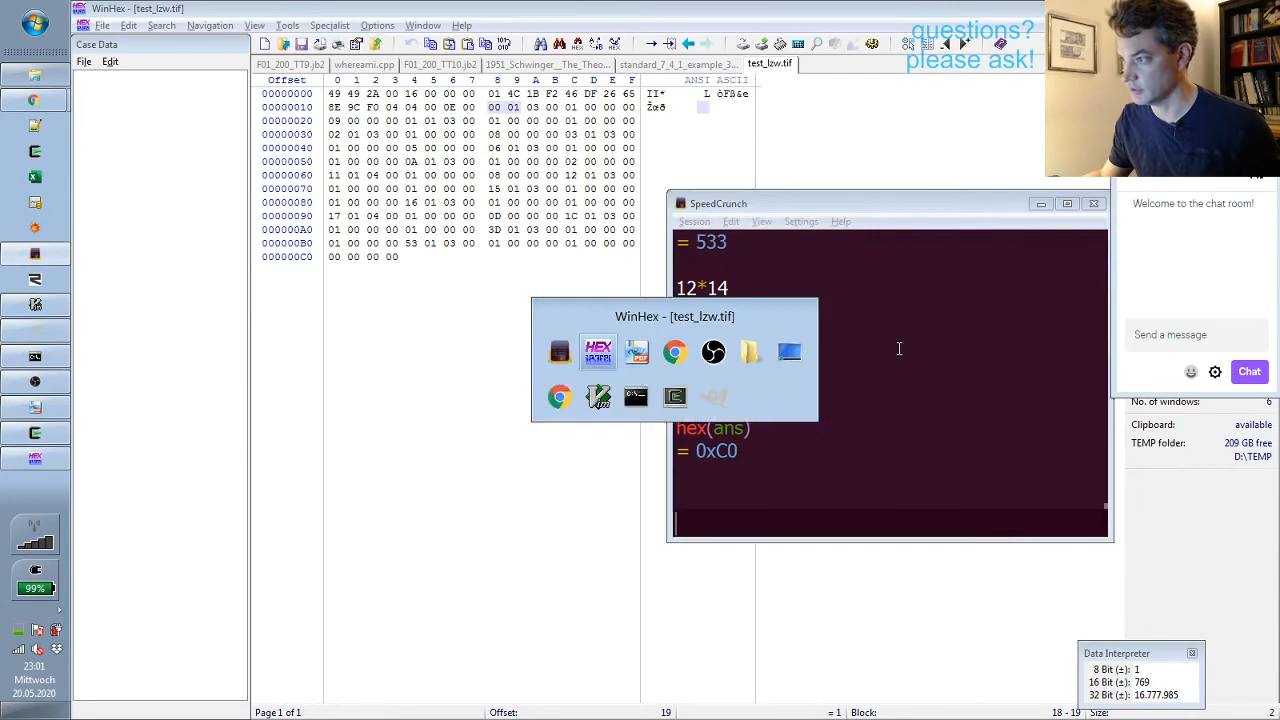 WinHex - [test_lzw.tif]
File Edit Search Navigation View Tools Specialist Options Window Help
questions?
please ask!
Case Data
File Edit
F01_200_TT9.jb2 whereami.cpp F01_200_TT10.jb2 1951_Schwinger__The_Theo... standard_7_4_1_example_3... test_lzw.tif
Offset 0 1 2 3 4 5 6 7 8 9 A B C D E F ANSI ASCII
00000000 49 49 2A 00 16 00 00 00 01 4C 1B F2 46 DF 26 65 II* L òFß&e
00000010 8E 9C F0 04 04 00 0E 00 00 01 03 00 01 00 00 00 Žœð
00000020 09 00 00 00 01 01 03 00 01 00 00 00 01 00 00 00
00000030 02 01 03 00 01 00 00 00 08 00 00 00 03 01 03 00
00000040 01 00 00 00 05 00 00 00 06 01 03 00 01 00 00 00
00000050 01 00 00 00 0A 01 03 00 01 00 00 00 02 00 00 00
00000060 11 01 04 00 01 00 00 00 08 00 00 00 12 01 03 00
00000070 01 00 00 00 01 00 00 00 15 01 03 00 01 00 00 00
00000080 01 00 00 00 16 01 03 00 01 00 00 00 01 00 00 00
00000090 17 01 04 00 01 00 00 00 0D 00 00 00 1C 01 03 00
000000A0 01 00 00 00 01 00 00 00 3D 01 03 00 01 00 00 00
000000B0 01 00 00 00 53 01 03 00 01 00 00 00 01 00 00 00
000000C0 00 00 00 00
SpeedCrunch
Session Edit View Settings Help
= 533
12*14
hex(ans)
= 0xC0
WinHex - [test_lzw.tif]
Welcome to the chat room!
Send a message
Chat
No. of windows: 6
Clipboard: available
TEMP folder: 209 GB free
D:\TEMP
99%
23:01
Mittwoch
20.05.2020
Data Interpreter
8 Bit (±): 1
16 Bit (±): 769
32 Bit (±): 16.777.985
Page 1 of 1 Offset: 19 = 1 Block: 18 - 19 Size: 2